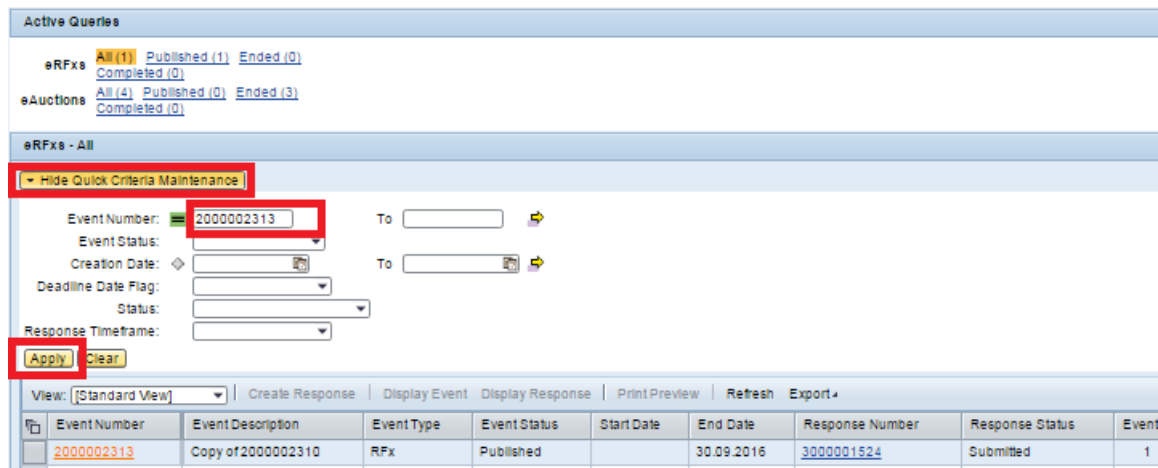 Active Queries
eRFxs All (1) Published (1) Ended (0)
Completed (0)
eAuctions All (4) Published (0) Ended (3)
Completed (0)
eRFxs - All
Hide Quick Criteria Maintenance
Event Number: 2000002313 To
Event Status:
Creation Date: To
Deadline Date Flag:
Status:
Response Timeframe:
Apply Clear
View: [Standard View] Create Response Display Event Display Response Print Preview Refresh Export
Event Number Event Description Event Type Event Status Start Date End Date Response Number Response Status Event
2000002313 Copy of 2000002310 RFx Published 30.09.2016 3000001524 Submitted 1